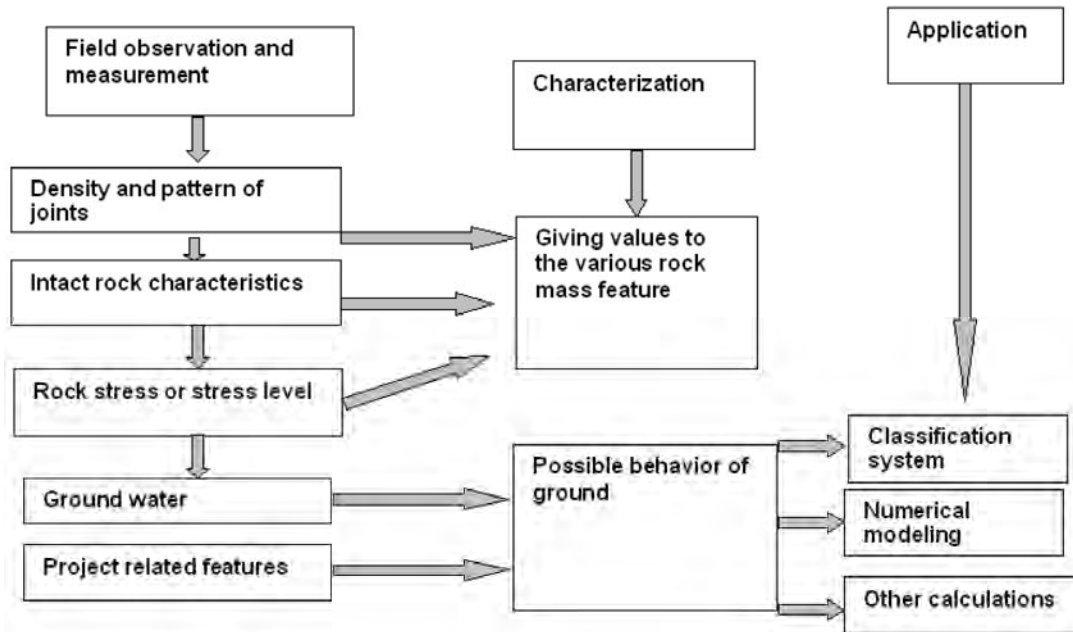 Field observation and
measurement
Density and pattern of
joints
Intact rock characteristics
Rock stress or stress level
Ground water
Project related features
Characterization
Giving values to
the various rock
mass feature
Possible behavior of
ground
Application
Classification
system
Numerical
modeling
Other calculations